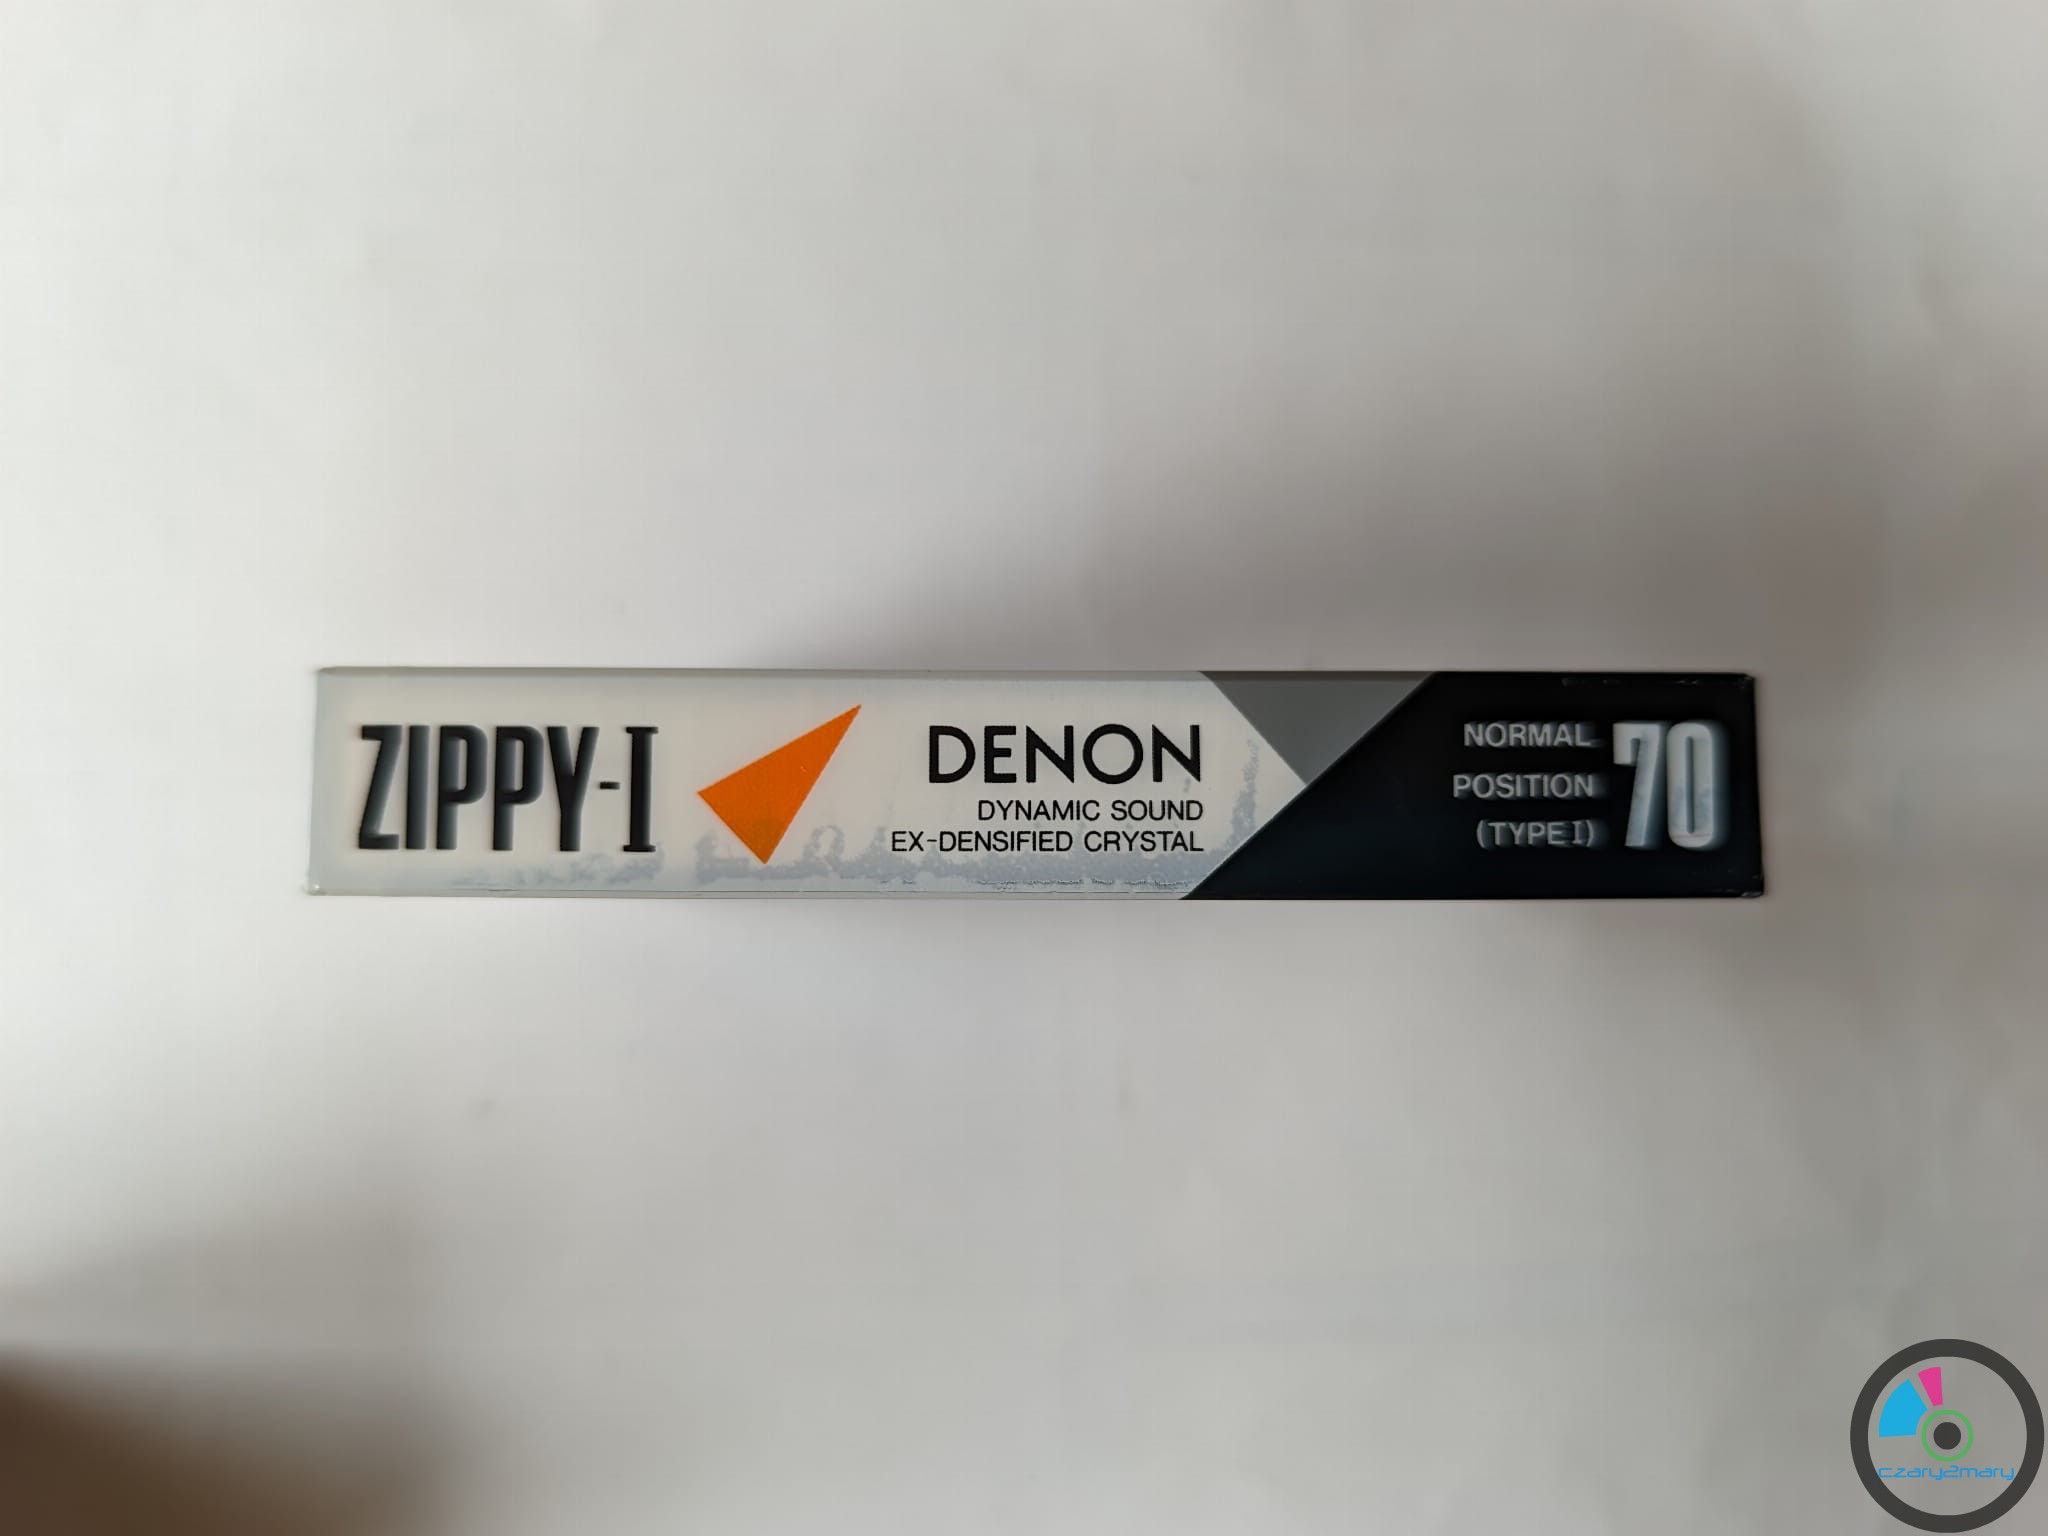 ZIPPY-I
DENON
DYNAMIC SOUND
EX-DENSIFIED CRYSTAL
NORMAL
POSITION
(TYPE I)
70
czary2mary